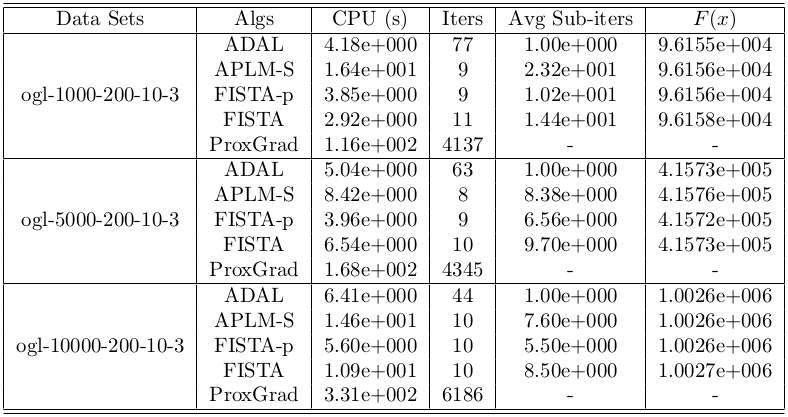 Data Sets Algs CPU (s) Iters Avg Sub-iters F(x)
ADAL 4.18e+000 77 1.00e+000 9.6155e+004
APLM-S 1.64e+001 9 2.32e+001 9.6156e+004
ogl-1000-200-10-3 FISTA-p 3.85e+000 9 1.02e+001 9.6156e+004
FISTA 2.92e+000 11 1.44e+001 9.6158e+004
ProxGrad 1.16e+002 4137 - -
ADAL 5.04e+000 63 1.00e+000 4.1573e+005
APLM-S 8.42e+000 8 8.38e+000 4.1576e+005
ogl-5000-200-10-3 FISTA-p 3.96e+000 9 6.56e+000 4.1572e+005
FISTA 6.54e+000 10 9.70e+000 4.1573e+005
ProxGrad 1.68e+002 4345 - -
ADAL 6.41e+000 44 1.00e+000 1.0026e+006
APLM-S 1.46e+001 10 7.60e+000 1.0026e+006
ogl-10000-200-10-3 FISTA-p 5.60e+000 10 5.50e+000 1.0026e+006
FISTA 1.09e+001 10 8.50e+000 1.0027e+006
ProxGrad 3.31e+002 6186 - -